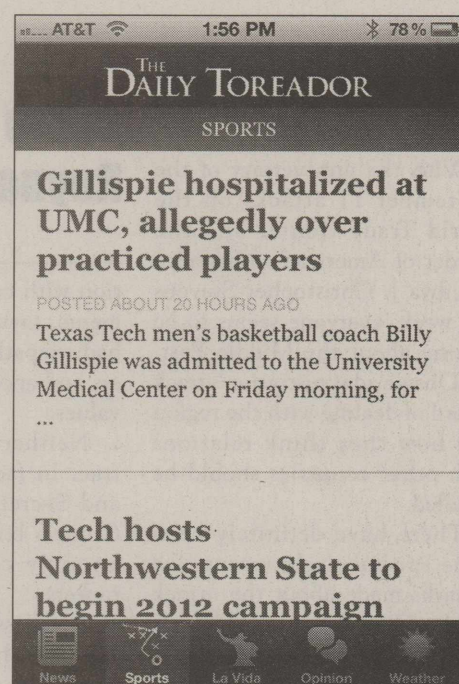 AT&T 1:56 PM 78%
THE
DAILY TOREADOR
SPORTS
Gillispie hospitalized at
UMC, allegedly over
practiced players
POSTED ABOUT 20 HOURS AGO
Texas Tech men's basketball coach Billy
Gillispie was admitted to the University
Medical Center on Friday morning, for
...
Tech hosts
Northwestern State to
begin 2012 campaign
News Sports La Vida Opinion Weather